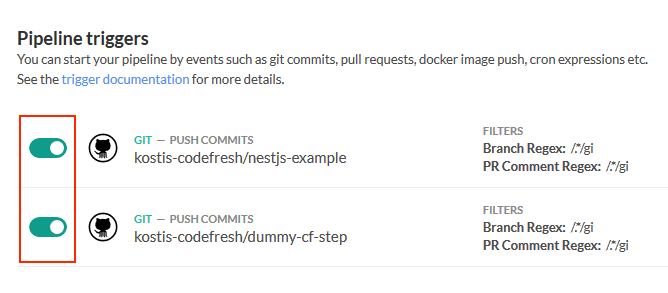 Pipeline triggers
You can start your pipeline by events such as git commits, pull requests, docker image push, cron expressions etc.
See the trigger documentation for more details.
GIT — PUSH COMMITS
kostis-codefresh/nestjs-example
FILTERS
Branch Regex: /.*/gi
PR Comment Regex: /.*/gi
GIT — PUSH COMMITS
kostis-codefresh/dummy-cf-step
FILTERS
Branch Regex: /.*/gi
PR Comment Regex: /.*/gi